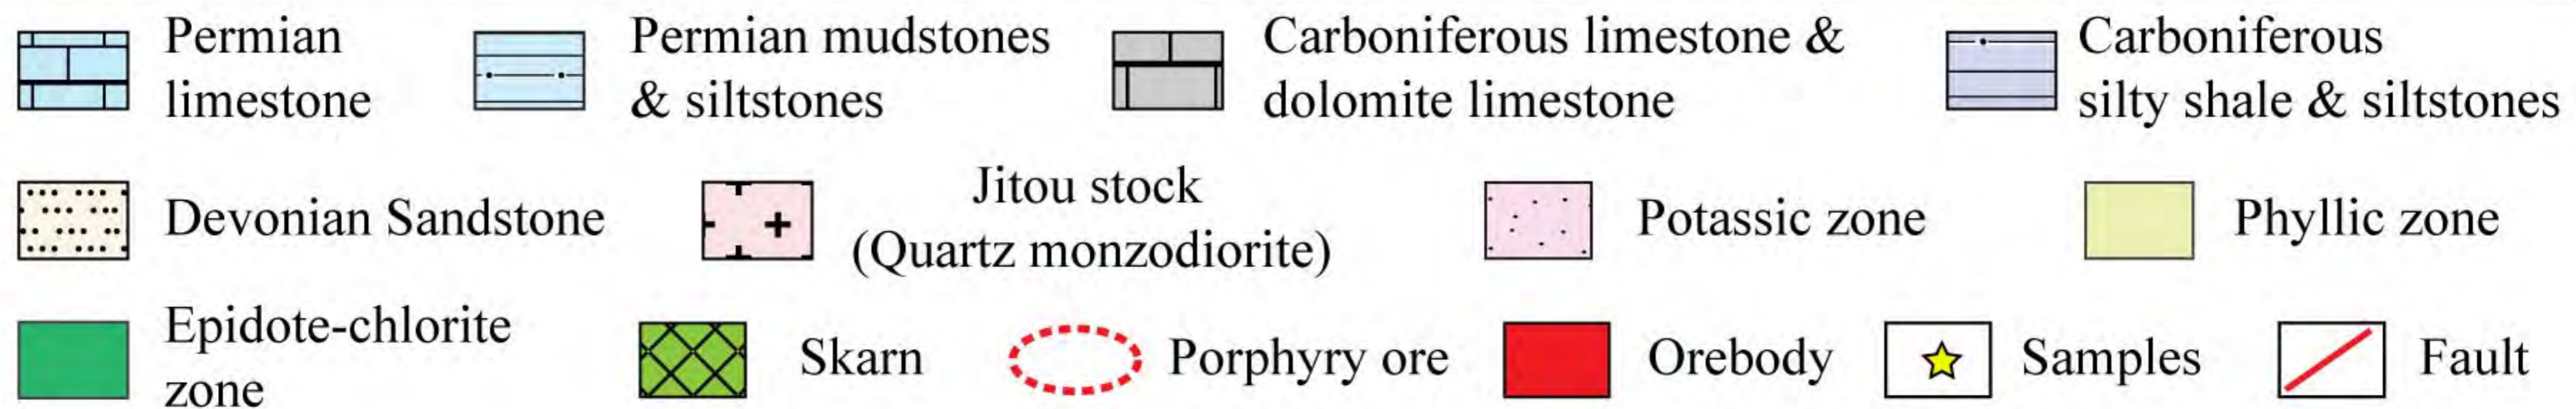 Permian
limestone
Permian mudstones
& siltstones
Carboniferous limestone &
dolomite limestone
Carboniferous
silty shale & siltstones
Devonian Sandstone
Jitou stock
(Quartz monzodiorite)
Potassic zone
Phyllic zone
Epidote-chlorite
zone
Skarn
Porphyry ore
Orebody
Samples
Fault